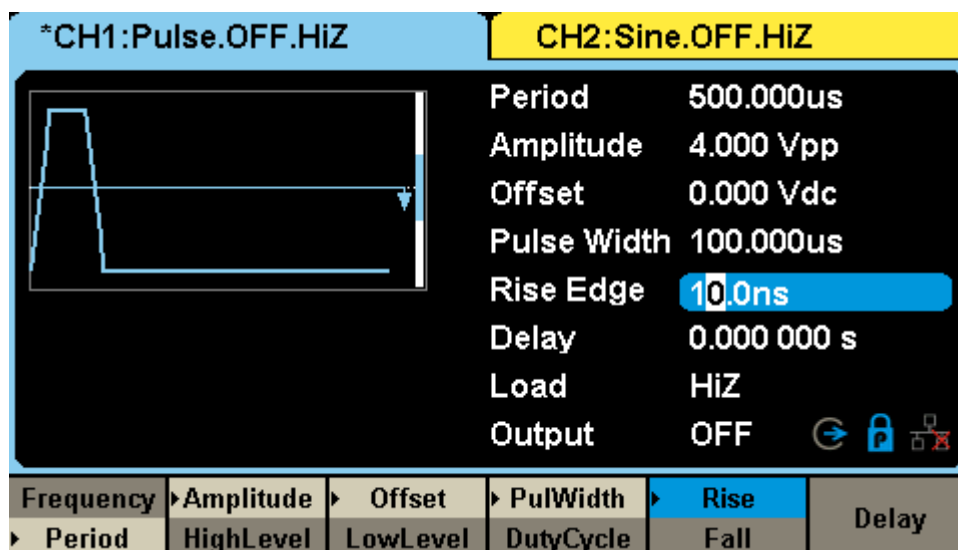 *CH1:Pulse.OFF.HiZ
CH2:Sine.OFF.HiZ
Period 500.000us
Amplitude 4.000 Vpp
Offset 0.000 Vdc
Pulse Width 100.000us
Rise Edge 10.0ns
Delay 0.000 000 s
Load HiZ
Output OFF
P
Frequency Amplitude Offset PulWidth Rise Delay
Period HighLevel LowLevel DutyCycle Fall